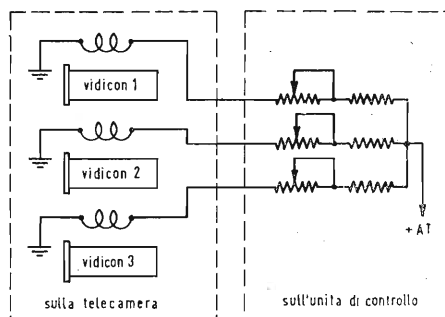 vidicon 1
vidicon 2
vidicon 3
+ AT
sulla telecamera
sull'unità di controllo